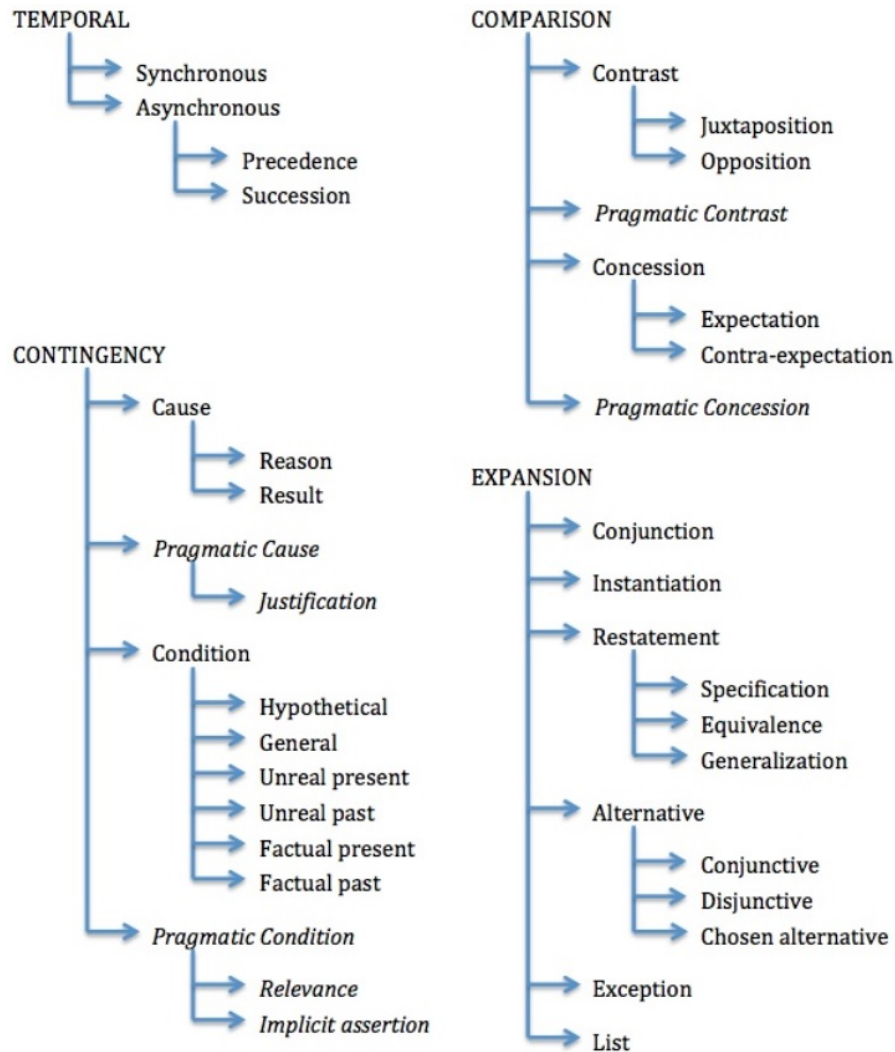 TEMPORAL
Synchronous
Asynchronous
Precedence
Succession
CONTINGENCY
Cause
Reason
Result
Pragmatic Cause
Justification
Condition
Hypothetical
General
Unreal present
Unreal past
Factual present
Factual past
Pragmatic Condition
Relevance
Implicit assertion
COMPARISON
Contrast
Juxtaposition
Opposition
Pragmatic Contrast
Concession
Expectation
Contra-expectation
Pragmatic Concession
EXPANSION
Conjunction
Instantiation
Restatement
Specification
Equivalence
Generalization
Alternative
Conjunctive
Disjunctive
Chosen alternative
Exception
List